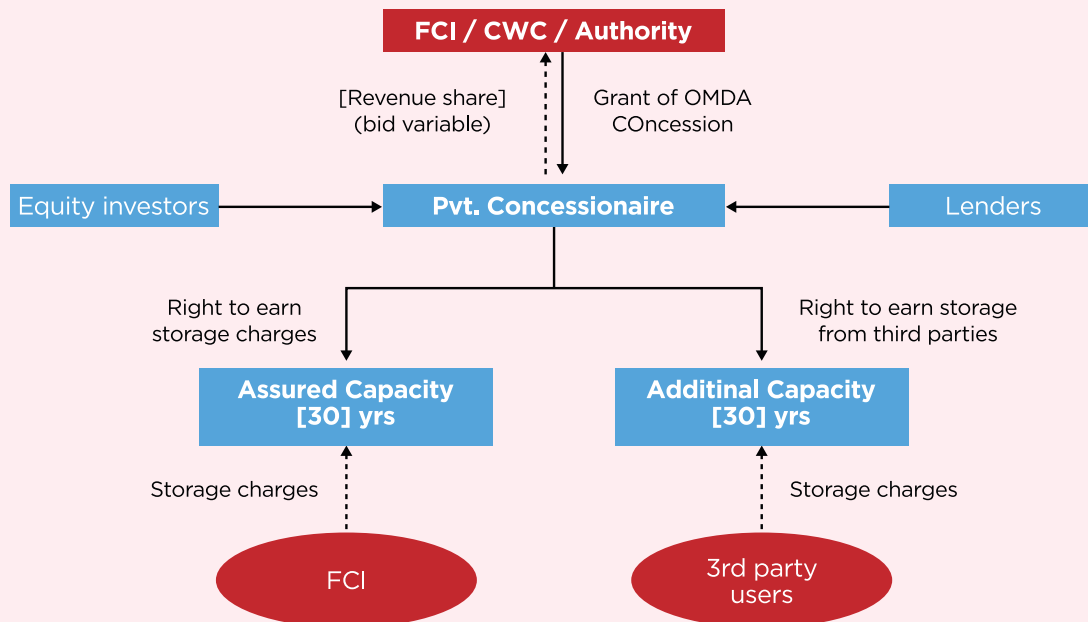 FCI / CWC / Authority
[Revenue share]
(bid variable)
Grant of OMDA
COncession
Equity investors
Pvt. Concessionaire
Lenders
Right to earn
storage charges
Right to earn storage
from third parties
Assured Capacity
[30] yrs
Additinal Capacity
[30] yrs
Storage charges
Storage charges
FCI
3rd party
users